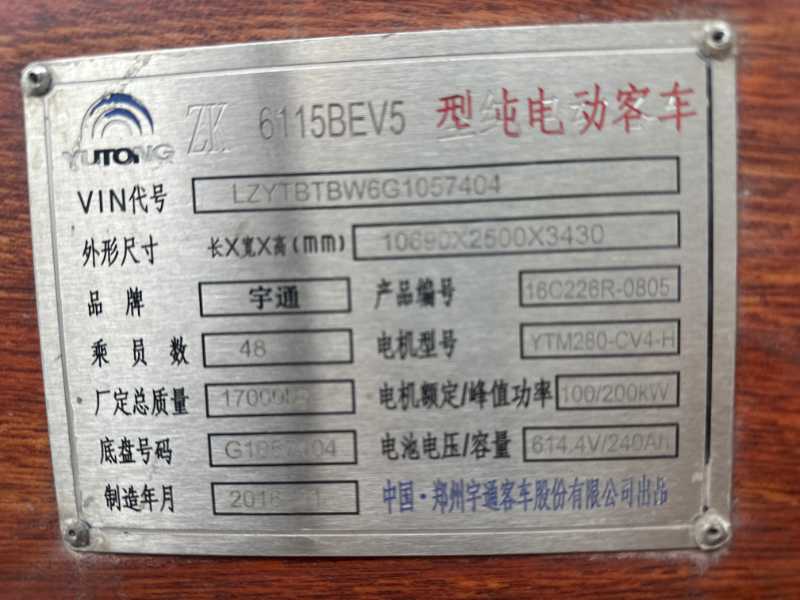 YUTONG ZK 6115BEV5 型纯电动客车
VIN代号 LZYTBTBW6G1057404
外形尺寸 长X宽X高(mm) 10690X2500X3430
品牌 宇通 产品编号 16C226R-0805
乘员数 48 电机型号 YTM280-CV4-H
厂定总质量 17000 电机额定/峰值功率 100/200kW
底盘号码 G1057404 电池电压/容量 614.4V/240Ah
制造年月 2016 中国·郑州宇通客车股份有限公司出品